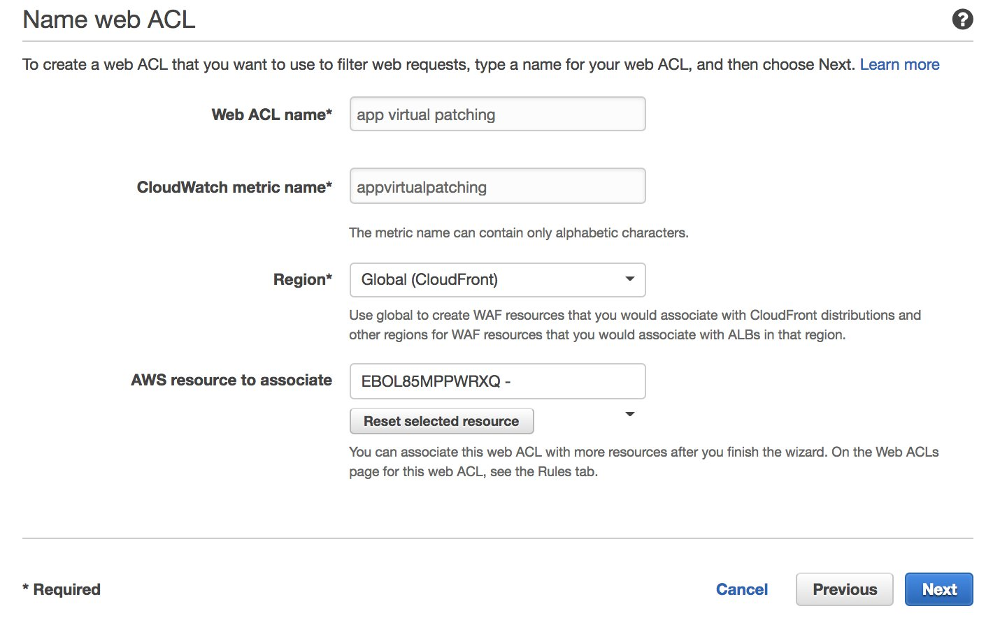 Name web ACL
?
To create a web ACL that you want to use to filter web requests, type a name for your web ACL, and then choose Next. Learn more
Web ACL name* app virtual patching
CloudWatch metric name* appvirtualpatching
The metric name can contain only alphabetic characters.
Region* Global (CloudFront)
Use global to create WAF resources that you would associate with CloudFront distributions and
other regions for WAF resources that you would associate with ALBs in that region.
AWS resource to associate EBOL85MPPWRXQ -
Reset selected resource
You can associate this web ACL with more resources after you finish the wizard. On the Web ACLs
page for this web ACL, see the Rules tab.
* Required Cancel Previous Next